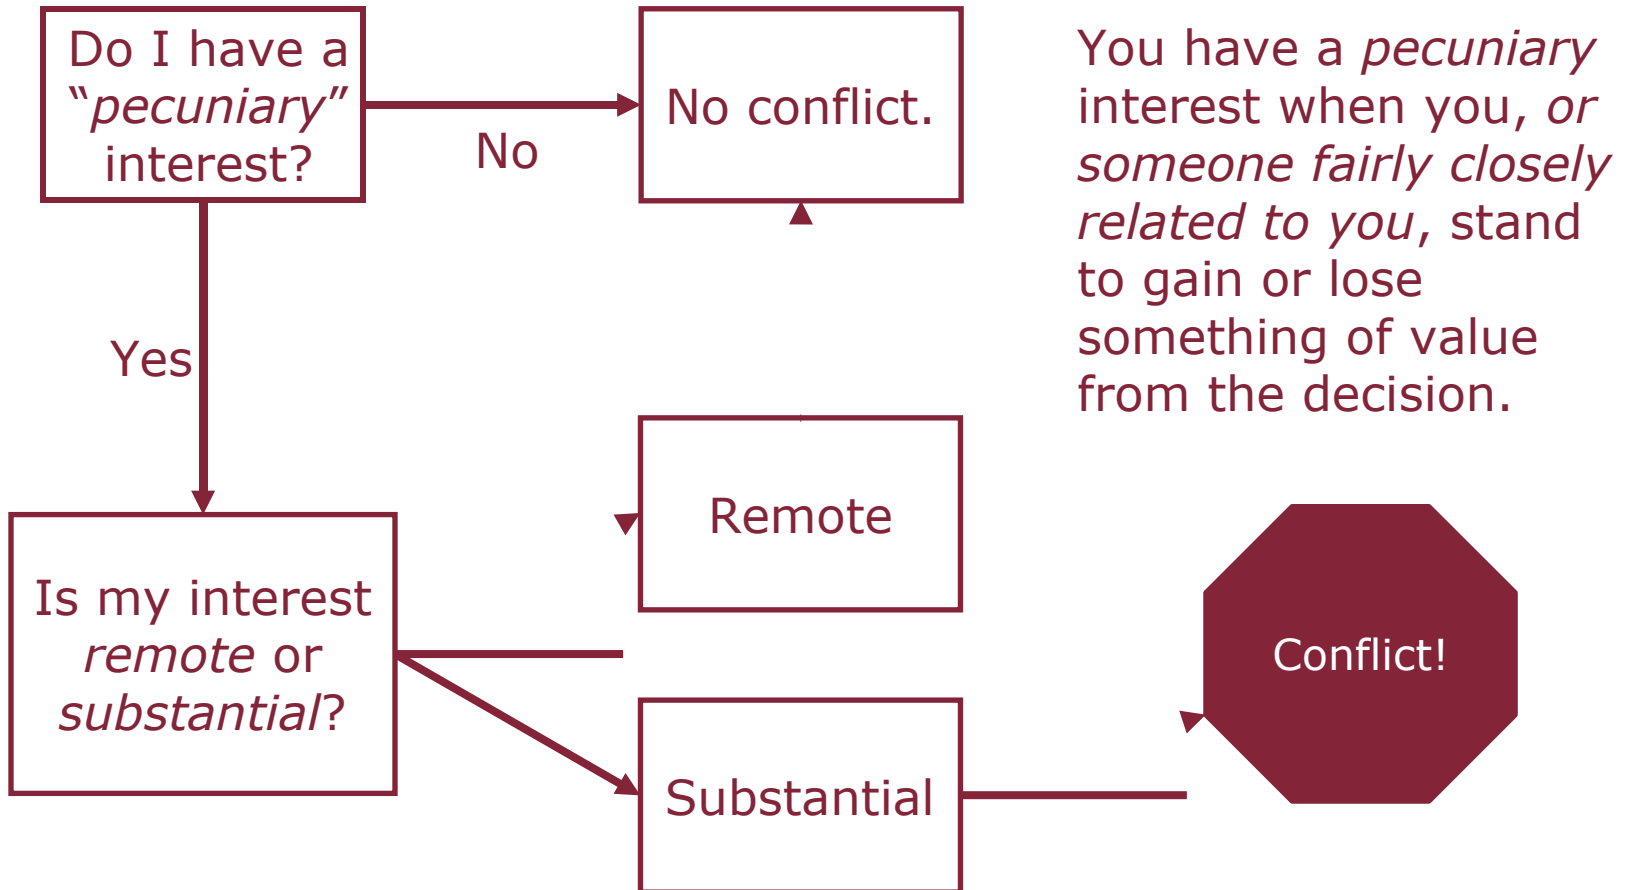 Do I have a
“pecuniary”
interest?
No
No conflict.
You have a pecuniary
interest when you, or
someone fairly closely
related to you, stand
to gain or lose
something of value
from the decision.
Yes
Remote
Is my interest
remote or
substantial?
Conflict!
Substantial